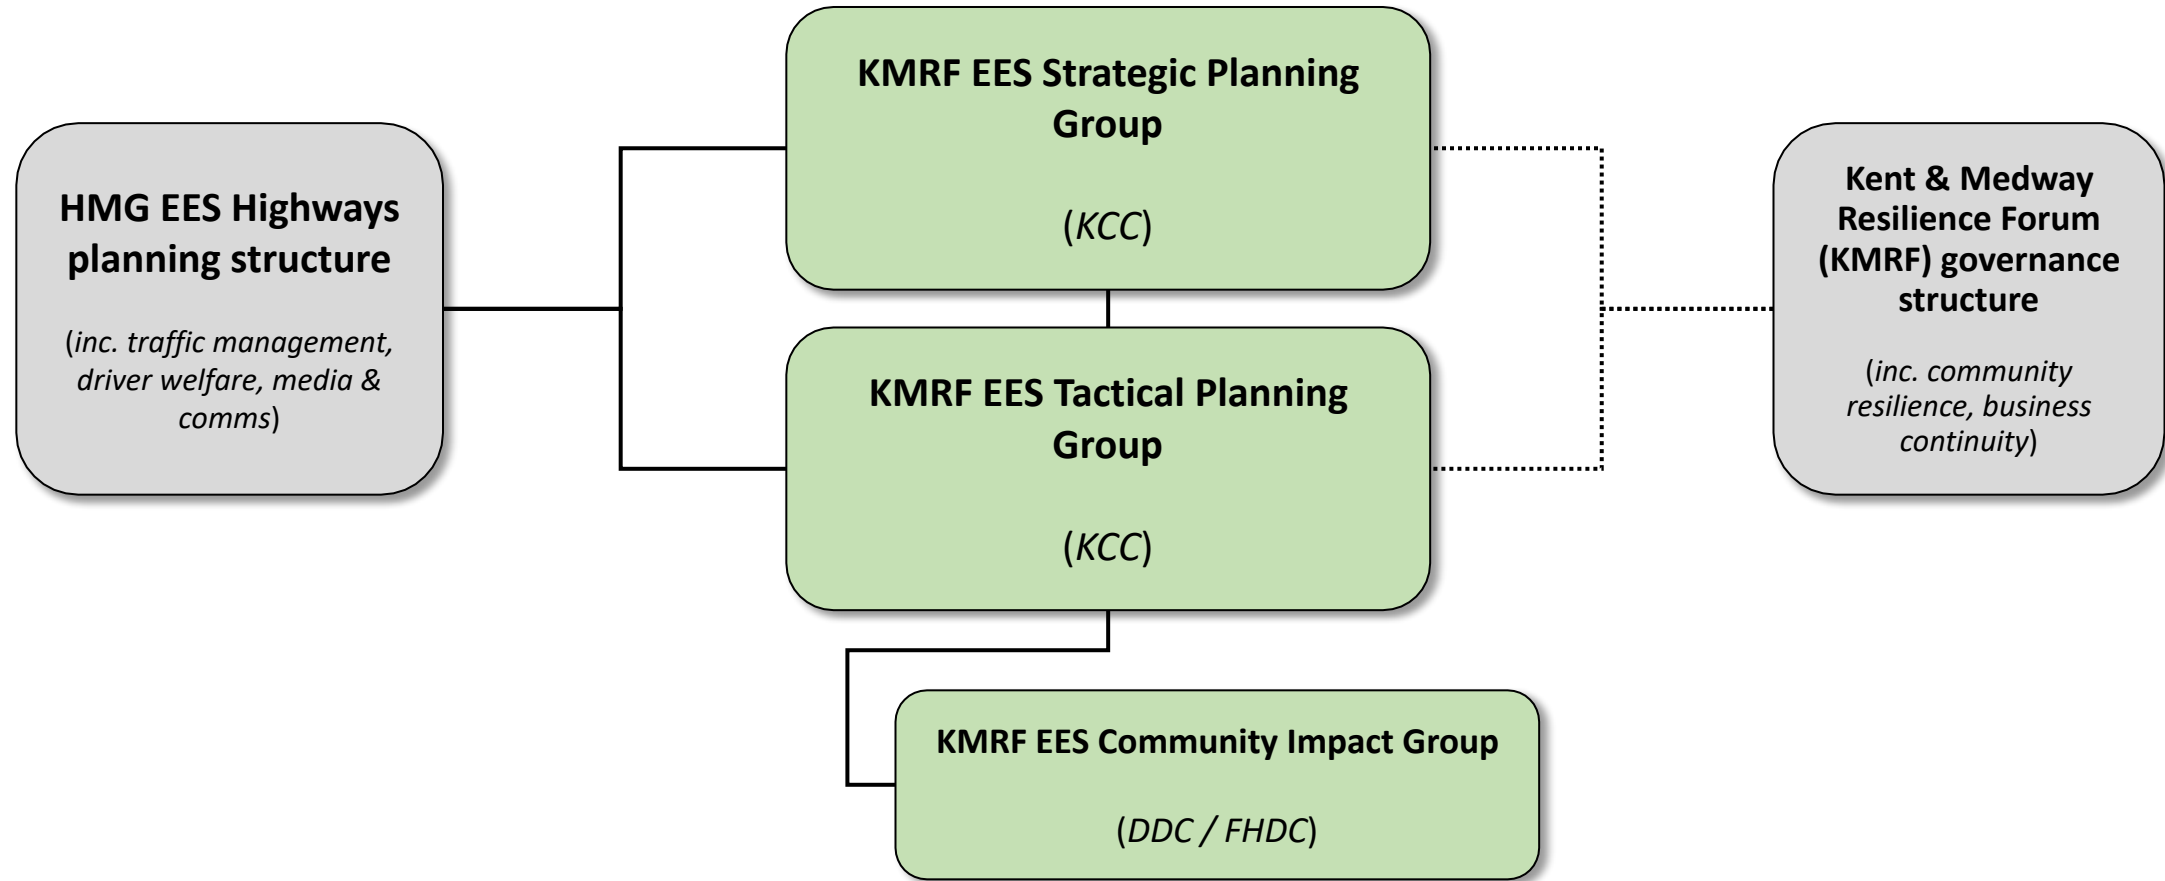 KMRF EES Strategic Planning
Group
(KCC)
HMG EES Highways
planning structure
(inc. traffic management,
driver welfare, media &
comms)
Kent & Medway
Resilience Forum
(KMRF) governance
structure
(inc. community
resilience, business
continuity)
KMRF EES Tactical Planning
Group
(KCC)
KMRF EES Community Impact Group
(DDC / FHDC)